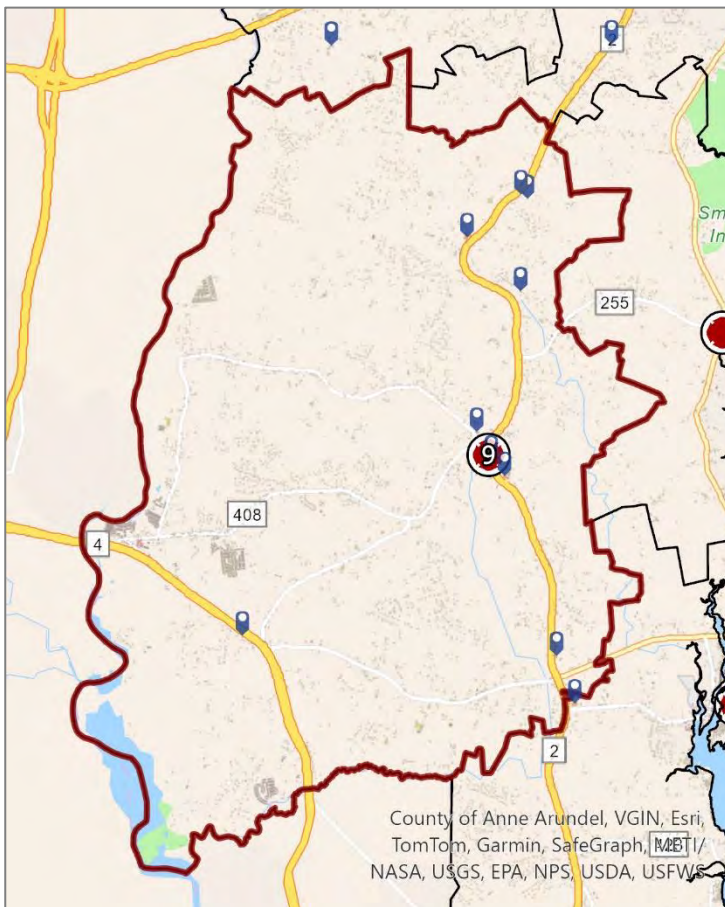 2
Sm
In
255
9
408
4
2
County of Anne Arundel, VGIN, Esri,
TomTom, Garmin, SafeGraph, METI/
NASA, USGS, EPA, NPS, USDA, USFWS